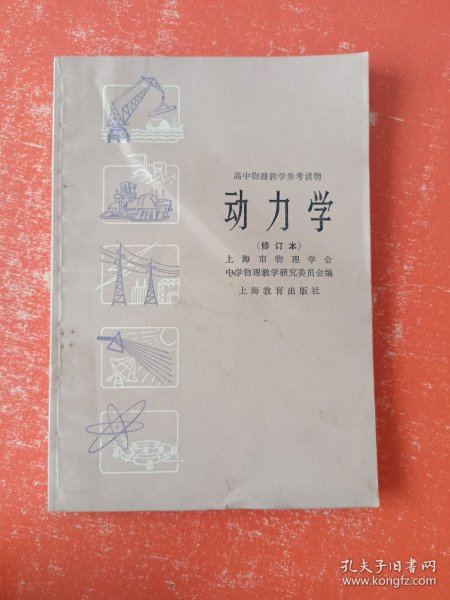 高中物理教学参考读物
动力学
(修订本)
上海市物理学会
中学物理教学研究委员会编
上海教育出版社
孔夫子旧书网
www.kongfz.com